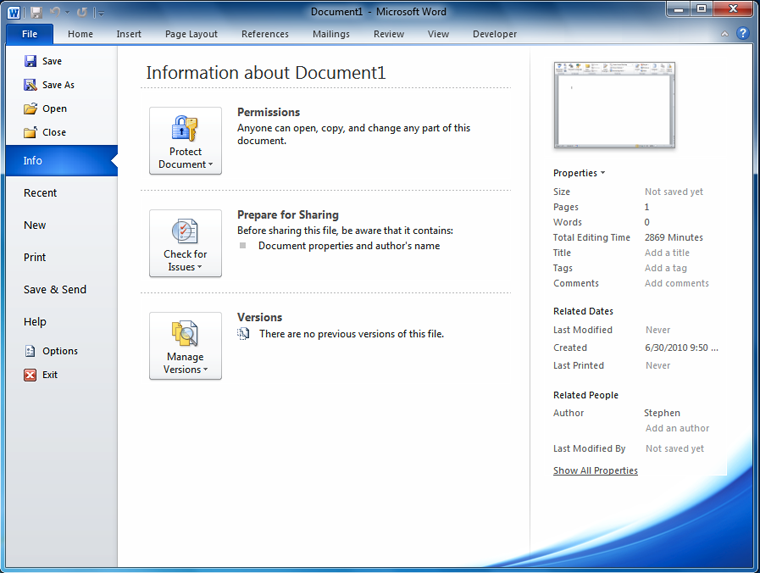 Document1 - Microsoft Word
File Home Insert Page Layout References Mailings Review View Developer
Save
Save As
Open
Close
Info
Recent
New
Print
Save & Send
Help
Options
Exit
Information about Document1
Protect
Document
Permissions
Anyone can open, copy, and change any part of this
document.
Check for
Issues
Prepare for Sharing
Before sharing this file, be aware that it contains:
Document properties and author's name
Manage
Versions
Versions
There are no previous versions of this file.
Properties
Size Not saved yet
Pages 1
Words 0
Total Editing Time 2869 Minutes
Title Add a title
Tags Add a tag
Comments Add comments
Related Dates
Last Modified Never
Created 6/30/2010 9:50 ...
Last Printed Never
Related People
Author Stephen
Add an author
Last Modified By Not saved yet
Show All Properties